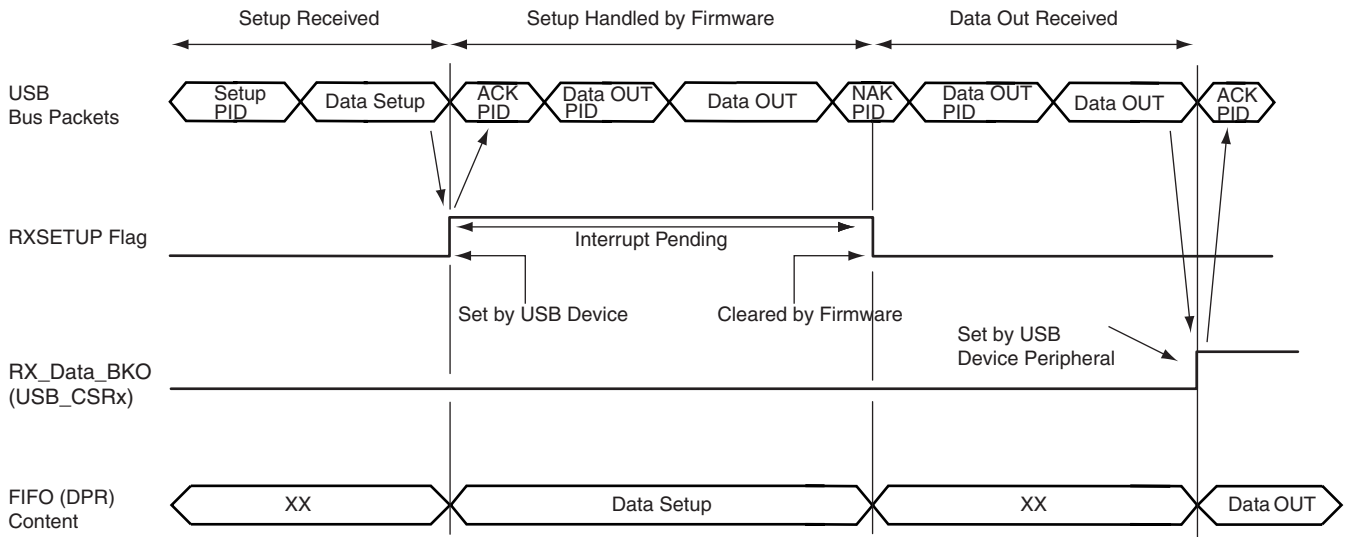 Setup Received
Setup Handled by Firmware
Data Out Received
USB
Bus Packets
Setup
PID
Data Setup
ACK
PID
Data OUT
PID
Data OUT
NAK
PID
Data OUT
PID
Data OUT
ACK
PID
RXSETUP Flag
Interrupt Pending
Set by USB Device
Cleared by Firmware
Set by USB
Device Peripheral
RX_Data_BKO
(USB_CSRx)
FIFO (DPR)
Content
XX
Data Setup
XX
Data OUT